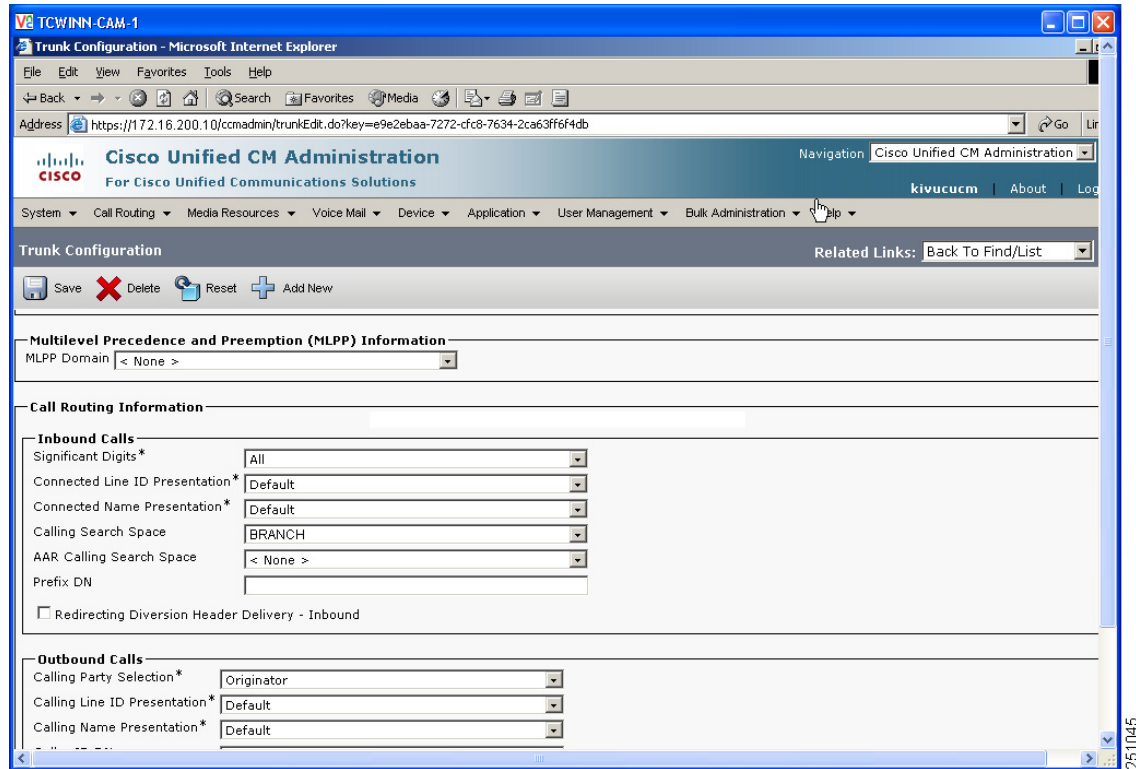 TCWINN-CAM-1
Trunk Configuration - Microsoft Internet Explorer
File Edit View Favorites Tools Help
Back Search Favorites Media
Address https://172.16.200.10/ccmadmin/trunkEdit.do?key=e9e2ebaa-7272-cfc8-7634-2ca63ff6f4db Go
CISCO
Cisco Unified CM Administration
For Cisco Unified Communications Solutions
Navigation Cisco Unified CM Administration
kivucucm | About | Log
System Call Routing Media Resources Voice Mail Device Application User Management Bulk Administration
Trunk Configuration Related Links: Back To Find/List
Save Delete Reset Add New
Multilevel Precedence and Preemption (MLPP) Information
MLPP Domain < None >
Call Routing Information
Inbound Calls
Significant Digits* All
Connected Line ID Presentation* Default
Connected Name Presentation* Default
Calling Search Space BRANCH
AAR Calling Search Space < None >
Prefix DN
Redirecting Diversion Header Delivery - Inbound
Outbound Calls
Calling Party Selection* Originator
Calling Line ID Presentation* Default
Calling Name Presentation* Default
251045